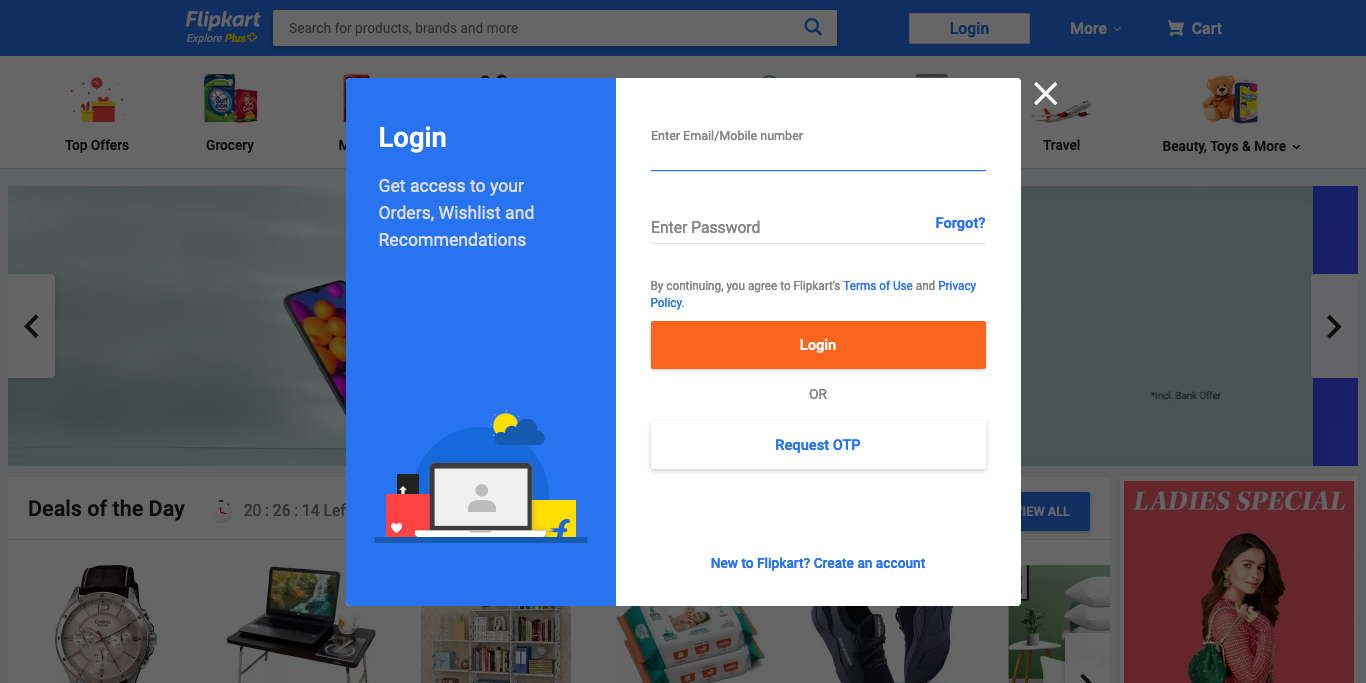 Flipkart
Explore Plus
Search for products, brands and more
Login
More
Cart
Top Offers
Grocery
Travel
Beauty, Toys & More
Login
Get access to your
Orders, Wishlist and
Recommendations
Enter Email/Mobile number
Enter Password
Forgot?
By continuing, you agree to Flipkart's Terms of Use and Privacy
Policy.
Login
OR
Request OTP
New to Flipkart? Create an account
*Incl. Bank Offer
Deals of the Day
20 : 26 : 14 Lef
VIEW ALL
LADIES SPECIAL